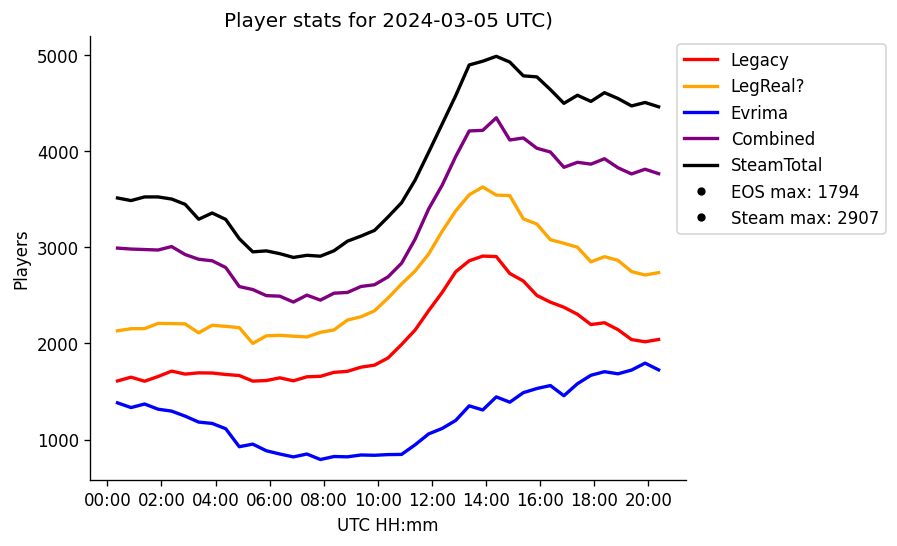 Player stats for 2024-03-05 UTC)
5000
4000
3000
2000
1000
Players
00:00 02:00 04:00 06:00 08:00 10:00 12:00 14:00 16:00 18:00 20:00
UTC HH:mm
Legacy
LegReal?
Evrima
Combined
SteamTotal
EOS max: 1794
Steam max: 2907